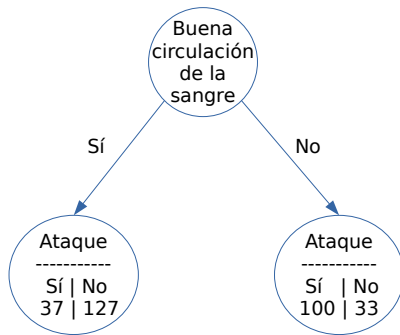 Buena
circulación
de la
sangre
Sí
No
Ataque
-----------
Sí | No
37 | 127
Ataque
-----------
Sí | No
100 | 33